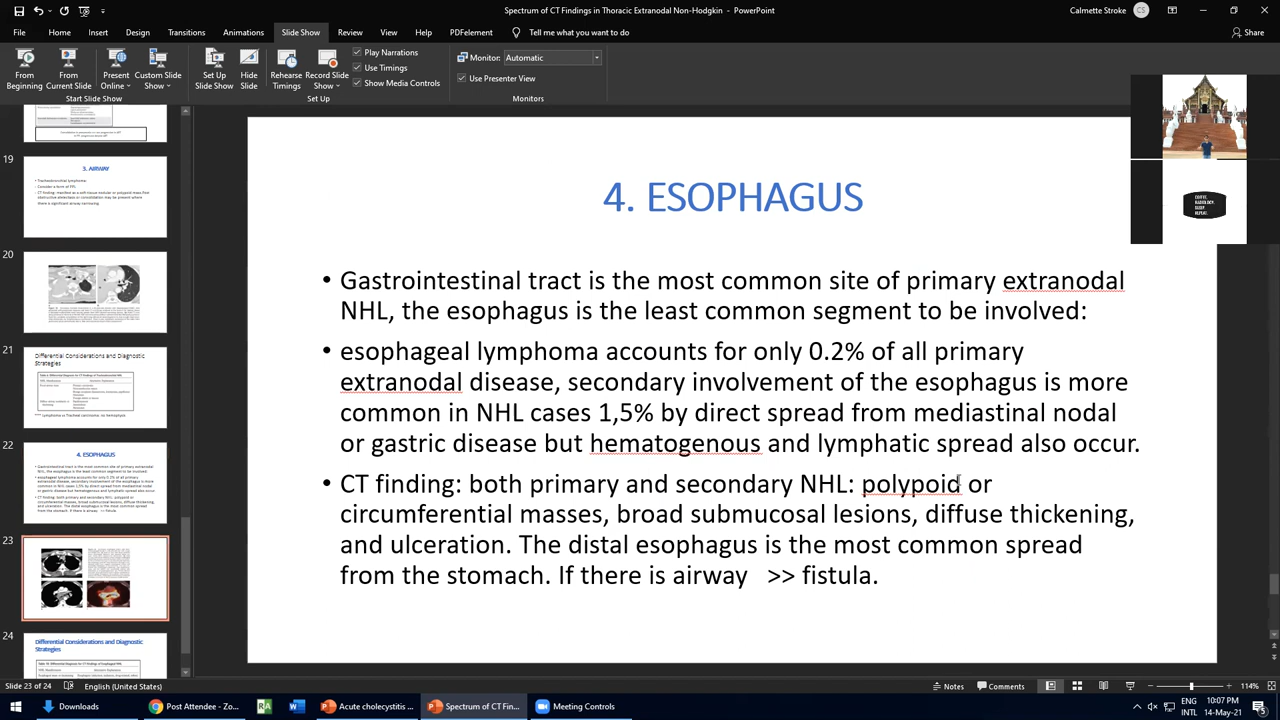 Spectrum of CT Findings in Thoracic Extranodal Non-Hodgkin - PowerPoint
Calmette Stroke
CS
File Home Insert Design Transitions Animations Slide Show Review View Help PDFelement Tell me what you want to do
Share
From Beginning
From Current Slide
Present Online
Custom Slide Show
Start Slide Show
Set Up Slide Show
Hide Slide
Rehearse Timings
Record Slide Show
Play Narrations
Use Timings
Show Media Controls
Set Up
Monitor: Automatic
Use Presenter View
Monitors
19
3. AIRWAY
20
21
Differential Considerations and Diagnostic
Strategies
22
4. ESOPHAGUS
23
24
Differential Considerations and Diagnostic
Strategies
4. ESOPHAGUS
• Gastrointestinal tract is the most common site of primary extranodal
NHL, the esophagus is the least common segment to be involved:
• esophageal lymphoma accounts for only 0.2% of all primary
extranodal disease, secondary involvement of the esophagus is more
common in NHL cases 1,5% by direct spread from mediastinal nodal
or gastric disease but hematogenous and lymphatic spread also occur.
• CT finding: both primary and secondary NHL: polypoid or
circumferential masses, broad submucosal lesions, diffuse thickening,
and ulceration. The distal esophagus is the most common spread
from the stomach. If there is airway >> fistula.
COFFEE.
RADIOLOGY.
SLEEP.
REPEAT.
Slide 23 of 24 English (United States)
Notes Comments
114%
Downloads
Post Attendee - Zo...
RA
Acute cholecystitis ...
Spectrum of CT Fin...
Meeting Controls
ENG
INTL
10:07 PM
14-May-21
5